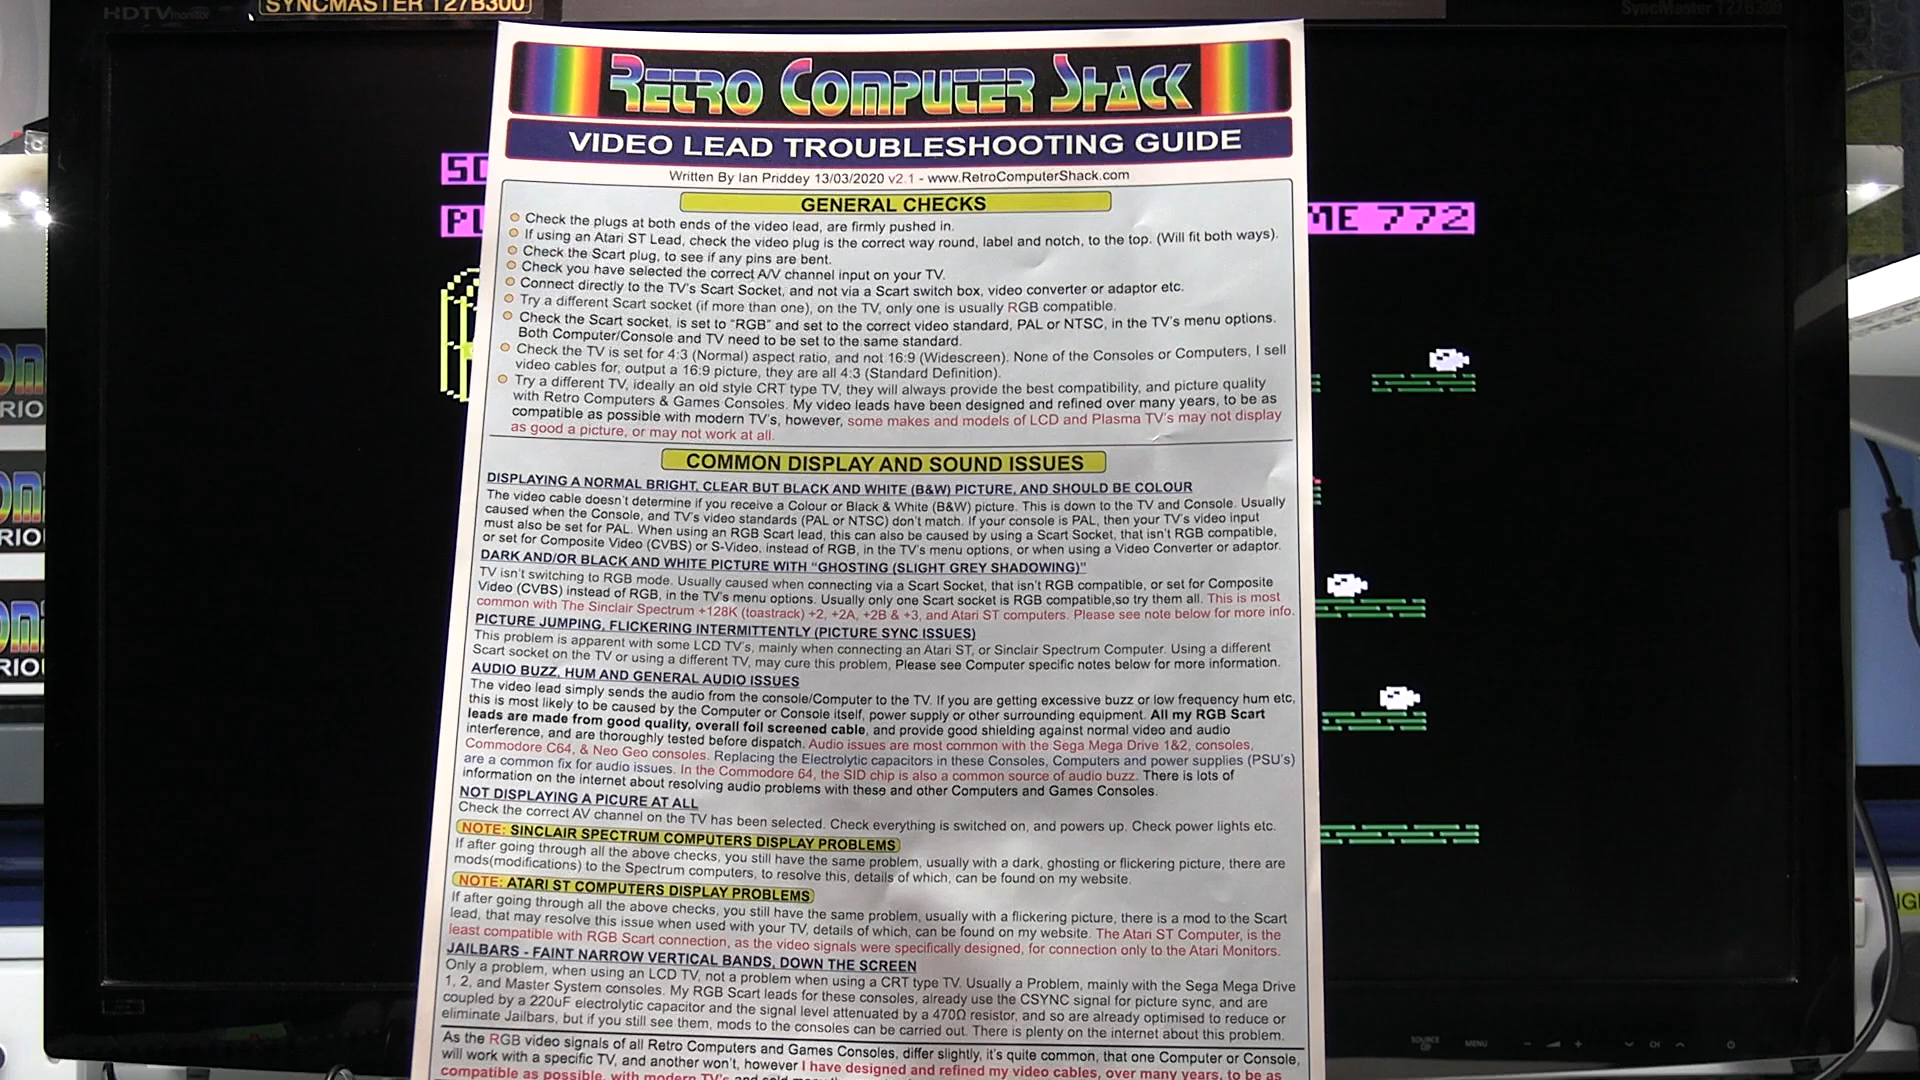 HDTV monitor
SYNCMASTER T27B300
SyncMaster T27B300
RETRO COMPUTER SHACK
VIDEO LEAD TROUBLESHOOTING GUIDE
Written By Ian Priddey 13/03/2020 v2.1 - www.RetroComputerShack.com
GENERAL CHECKS
Check the plugs at both ends of the video lead, are firmly pushed in.
If using an Atari ST Lead, check the video plug is the correct way round, label and notch, to the top. (Will fit both ways).
Check the Scart plug, to see if any pins are bent.
Check you have selected the correct A/V channel input on your TV.
Connect directly to the TV's Scart Socket, and not via a Scart switch box, video converter or adaptor etc.
Try a different Scart socket (if more than one), on the TV, only one is usually RGB compatible.
Check the Scart socket, is set to "RGB" and set to the correct video standard, PAL or NTSC, in the TV's menu options.
Both Computer/Console and TV need to be set to the same standard.
Check the TV is set for 4:3 (Normal) aspect ratio, and not 16:9 (Widescreen). None of the Consoles or Computers, I sell
video cables for, output a 16:9 picture, they are all 4:3 (Standard Definition).
Try a different TV, ideally an old style CRT type TV, they will always provide the best compatibility, and picture quality
with Retro Computers & Games Consoles. My video leads have been designed and refined over many years, to be as
compatible as possible with modern TV's, however, some makes and models of LCD and Plasma TV's may not display
as good a picture, or may not work at all.
COMMON DISPLAY AND SOUND ISSUES
DISPLAYING A NORMAL BRIGHT, CLEAR BUT BLACK AND WHITE (B&W) PICTURE, AND SHOULD BE COLOUR
The video cable doesn't determine if you receive a Colour or Black & White (B&W) picture. This is down to the TV and Console. Usually
caused when the Console, and TV's video standards (PAL or NTSC) don't match. If your console is PAL, then your TV's video input
must also be set for PAL. When using an RGB Scart lead, this can also be caused by using a Scart Socket, that isn't RGB compatible,
or set for Composite Video (CVBS) or S-Video, instead of RGB, in the TV's menu options, or when using a Video Converter or adaptor.
DARK AND/OR BLACK AND WHITE PICTURE WITH "GHOSTING (SLIGHT GREY SHADOWING)"
TV isn't switching to RGB mode. Usually caused when connecting via a Scart Socket, that isn't RGB compatible, or set for Composite
Video (CVBS) instead of RGB, in the TV's menu options. Usually only one Scart socket is RGB compatible,so try them all. This is most
common with The Sinclair Spectrum +128K (toastrack) +2, +2A, +2B & +3, and Atari ST computers. Please see note below for more info.
PICTURE JUMPING, FLICKERING INTERMITTENTLY (PICTURE SYNC ISSUES)
This problem is apparent with some LCD TV's, mainly when connecting an Atari ST, or Sinclair Spectrum Computer. Using a different
Scart socket on the TV or using a different TV, may cure this problem, Please see Computer specific notes below for more information.
AUDIO BUZZ, HUM AND GENERAL AUDIO ISSUES
The video lead simply sends the audio from the console/Computer to the TV. If you are getting excessive buzz or low frequency hum etc,
this is most likely to be caused by the Computer or Console itself, power supply or other surrounding equipment. All my RGB Scart
leads are made from good quality, overall foil screened cable, and provide good shielding against normal video and audio
interference, and are thoroughly tested before dispatch. Audio issues are most common with the Sega Mega Drive 1&2, consoles,
Commodore C64, & Neo Geo consoles. Replacing the Electrolytic capacitors in these Consoles, Computers and power supplies (PSU's)
are a common fix for audio issues. In the Commodore 64, the SID chip is also a common source of audio buzz. There is lots of
information on the internet about resolving audio problems with these and other Computers and Games Consoles.
NOT DISPLAYING A PICURE AT ALL
Check the correct AV channel on the TV has been selected. Check everything is switched on, and powers up. Check power lights etc.
NOTE: SINCLAIR SPECTRUM COMPUTERS DISPLAY PROBLEMS
If after going through all the above checks, you still have the same problem, usually with a dark, ghosting or flickering picture, there are
mods(modifications) to the Spectrum computers, to resolve this, details of which, can be found on my website.
NOTE: ATARI ST COMPUTERS DISPLAY PROBLEMS
If after going through all the above checks, you still have the same problem, usually with a flickering picture, there is a mod to the Scart
lead, that may resolve this issue when used with your TV, details of which, can be found on my website. The Atari ST Computer, is the
least compatible with RGB Scart connection, as the video signals were specifically designed, for connection only to the Atari Monitors.
JAILBARS - FAINT NARROW VERTICAL BANDS, DOWN THE SCREEN
Only a problem, when using an LCD TV, not a problem when using a CRT type TV. Usually a Problem, mainly with the Sega Mega Drive
1, 2, and Master System consoles. My RGB Scart leads for these consoles, already use the CSYNC signal for picture sync, and are
coupled by a 220uF electrolytic capacitor and the signal level attenuated by a 470Ω resistor, and so are already optimised to reduce or
eliminate Jailbars, but if you still see them, mods to the consoles can be carried out. There is plenty on the internet about this problem.
As the RGB video signals of all Retro Computers and Games Consoles, differ slightly, it's quite common, that one Computer or Console,
will work with a specific TV, and another won't, however I have designed and refined my video cables, over many years, to be as
compatible as possible, with modern TV's and
SC
PL
ME 772
RIO
RIO
RIO
SOURCE
MENU
CH